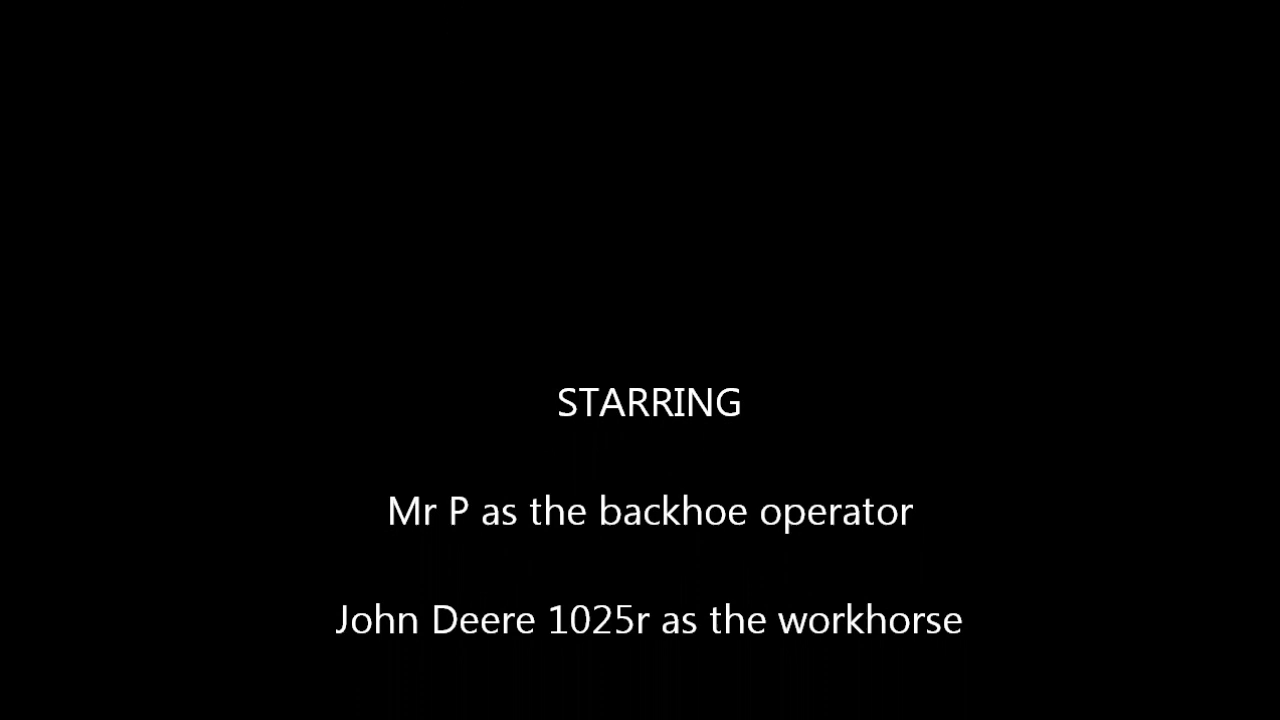 STARRING
Mr P as the backhoe operator
John Deere 1025r as the workhorse